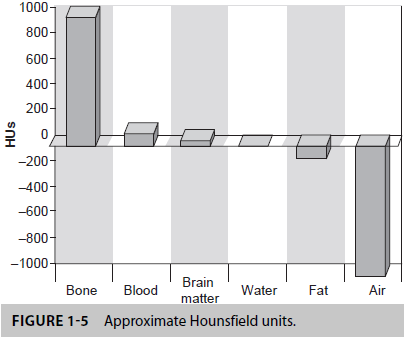 HUs
1000
800
600
400
200
0
–200
–400
–600
–800
–1000
Bone
Blood
Brain
matter
Water
Fat
Air
FIGURE 1-5 Approximate Hounsfield units.